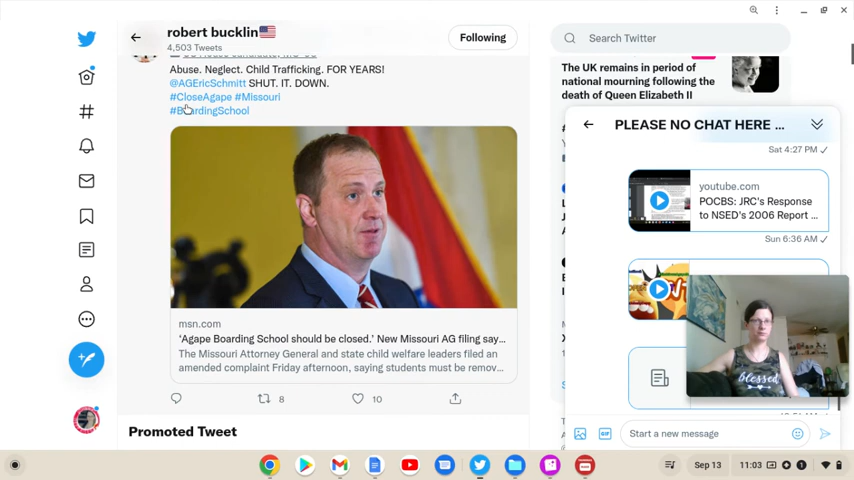 robert bucklin
4,503 Tweets
Following
Abuse. Neglect. Child Trafficking. FOR YEARS!
@AGEricSchmitt SHUT. IT. DOWN.
#CloseAgape #Missouri
#BoardingSchool
msn.com
‘Agape Boarding School should be closed.’ New Missouri AG filing say...
The Missouri Attorney General and state child welfare leaders filed an
amended complaint Friday afternoon, saying students must be remov...
8
10
Promoted Tweet
Search Twitter
The UK remains in period of
national mourning following the
death of Queen Elizabeth II
PLEASE NO CHAT HERE ...
Sat 4:27 PM
youtube.com
POCBS: JRC's Response
to NSED's 2006 Report ...
Sun 6:36 AM
Blessed
GIF
Start a new message
Sep 13
11:03